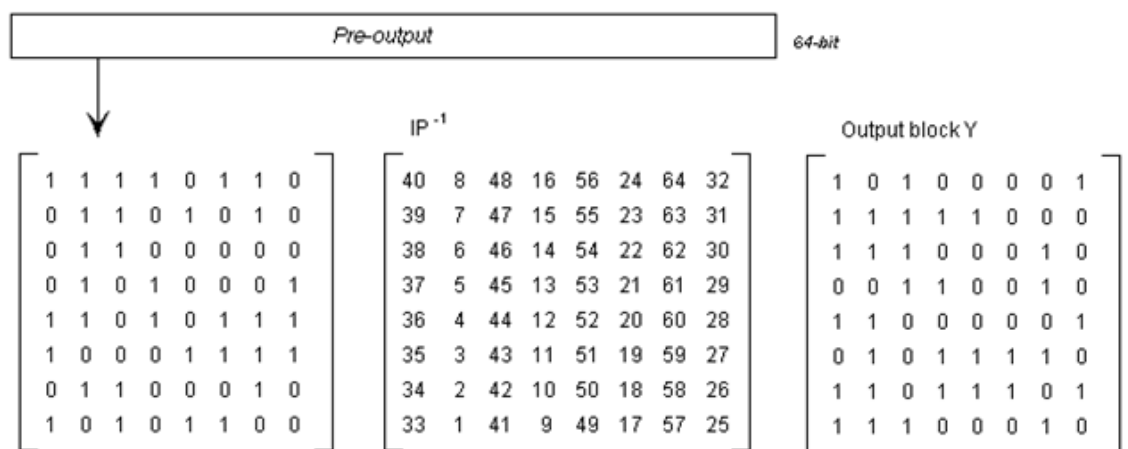 Pre-output
64-bit
IP -1
Output block Y
1 1 1 1 0 1 1 0
0 1 1 0 1 0 1 0
0 1 1 0 0 0 0 0
0 1 0 1 0 0 0 1
1 1 0 1 0 1 1 1
1 0 0 0 1 1 1 1
0 1 1 0 0 0 1 0
1 0 1 0 1 1 0 0
40 8 48 16 56 24 64 32
39 7 47 15 55 23 63 31
38 6 46 14 54 22 62 30
37 5 45 13 53 21 61 29
36 4 44 12 52 20 60 28
35 3 43 11 51 19 59 27
34 2 42 10 50 18 58 26
33 1 41 9 49 17 57 25
1 0 1 0 0 0 0 1
1 1 1 1 1 0 0 0
1 1 1 0 0 0 1 0
0 0 1 1 0 0 1 0
1 1 0 0 0 0 0 1
0 1 0 1 1 1 1 0
1 1 0 1 1 1 0 1
1 1 1 0 0 0 1 0